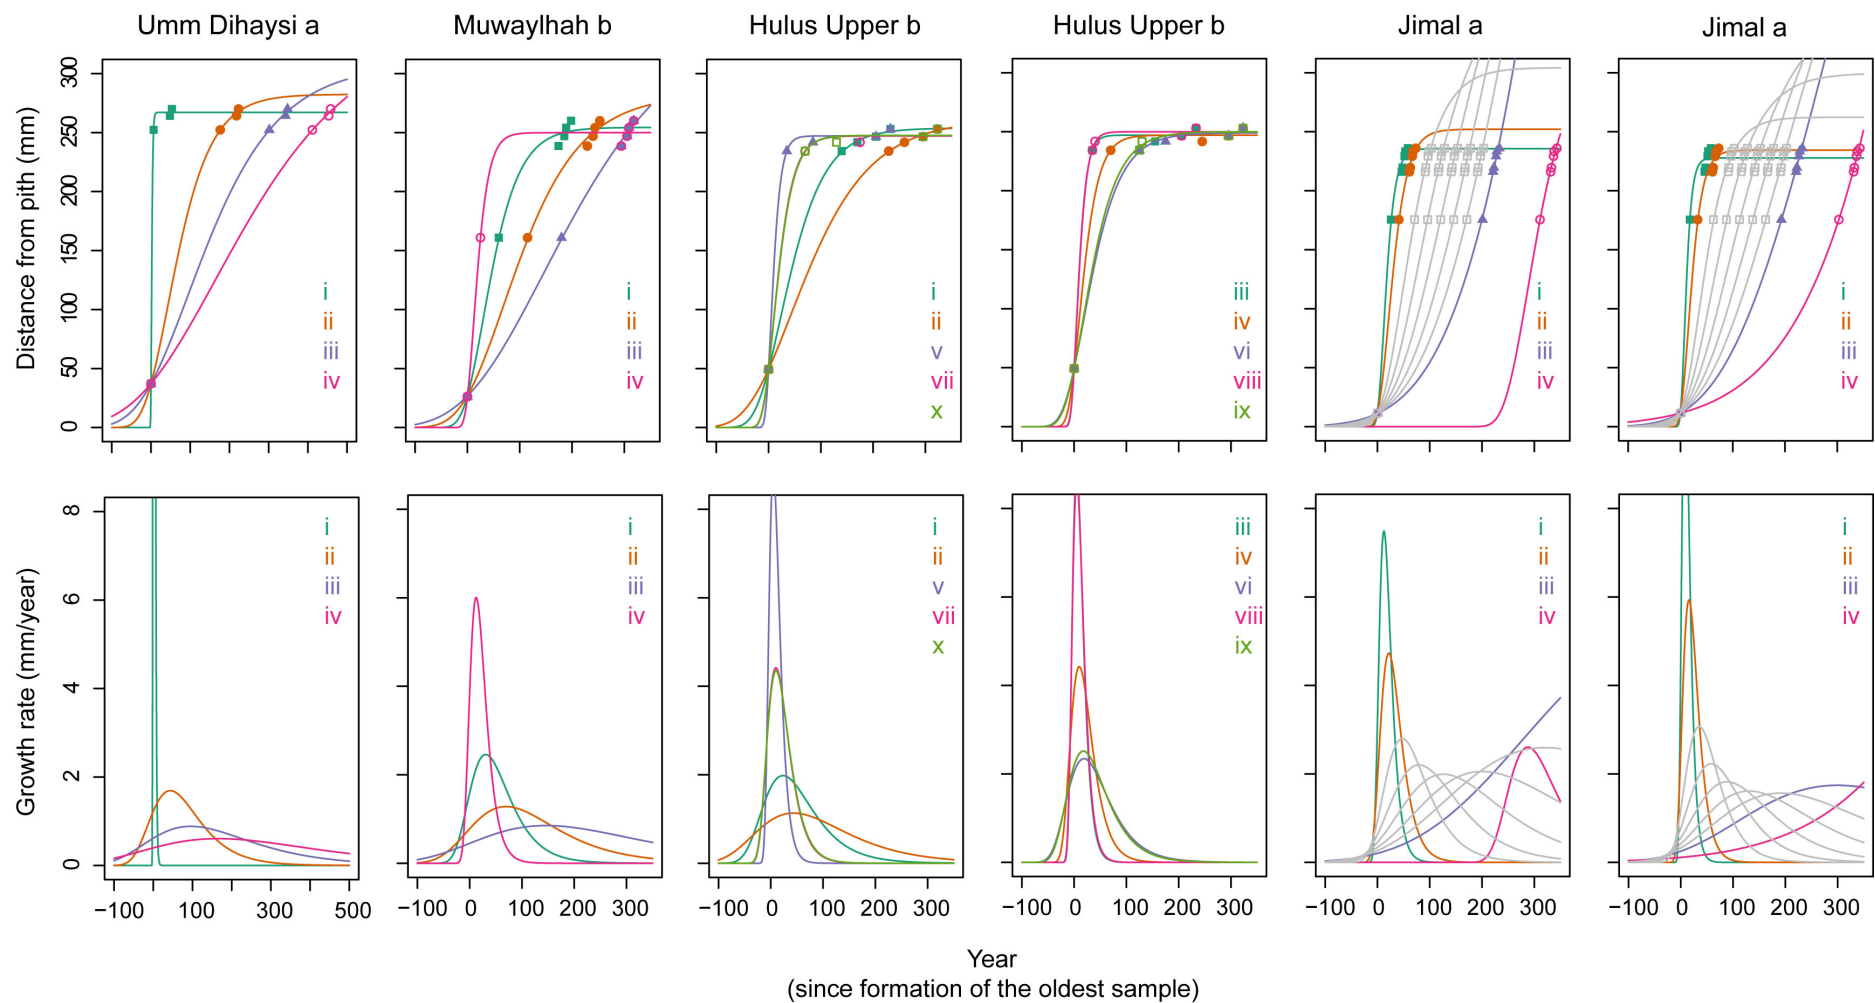 Umm Dihaysi a
Muwaylhah b
Hulus Upper b
Hulus Upper b
Jimal a
Jimal a
Distance from pith (mm)
300
250
200
150
100
50
0
i
ii
iii
iv
i
ii
iii
iv
i
ii
v
vii
x
iii
iv
vi
viii
ix
i
ii
iii
iv
i
ii
iii
iv
Growth rate (mm/year)
8
6
4
2
0
i
ii
iii
iv
i
ii
iii
iv
i
ii
v
vii
x
iii
iv
vi
viii
ix
i
ii
iii
iv
i
ii
iii
iv
−100 100 300 500
−100 0 100 200 300
−100 0 100 200 300
−100 0 100 200 300
−100 0 100 200 300
−100 0 100 200 300
Year
(since formation of the oldest sample)